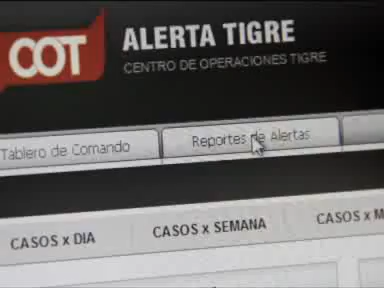 COT
ALERTA TIGRE
CENTRO DE OPERACIONES TIGRE
Tablero de Comando
Reportes de Alertas
CASOS x DIA
CASOS x SEMANA
CASOS x M